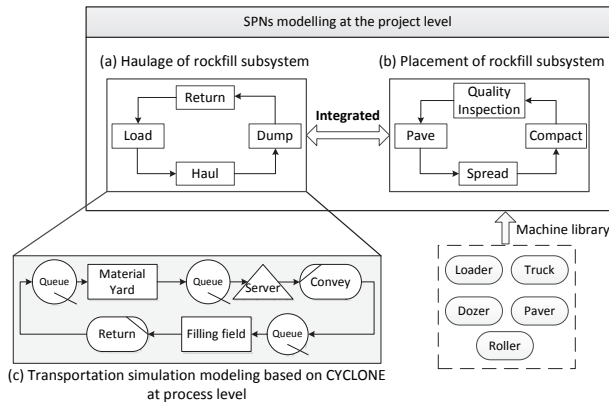 SPNs modelling at the project level
(a) Haulage of rockfill subsystem
(b) Placement of rockfill subsystem
Return
Load
Dump
Haul
Integrated
Quality
Inspection
Pave
Compact
Spread
Machine library
Loader
Truck
Dozer
Paver
Roller
Queue
Material
Yard
Queue
Server
Convey
Return
Filling field
Queue
(c) Transportation simulation modeling based on CYCLONE
at process level